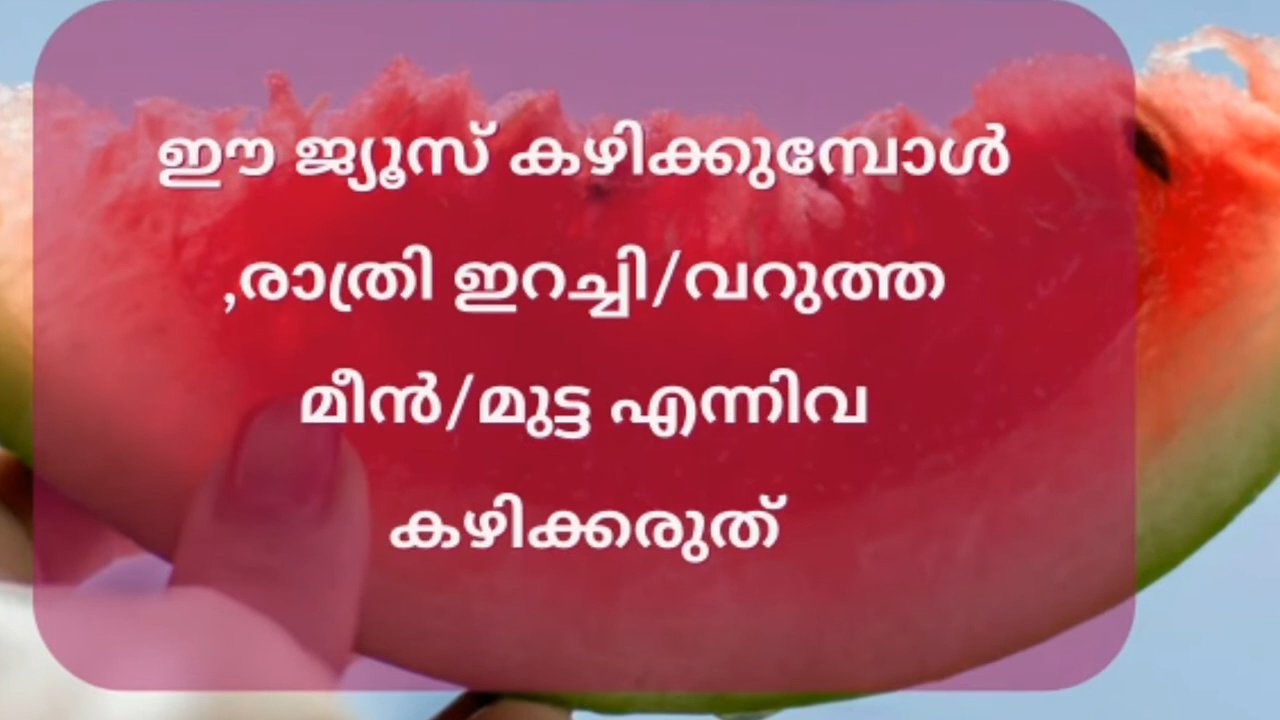 ഈ ജ്യൂസ് കഴിക്കുമ്പോൾ
,രാത്രി ഇറച്ചി/വറുത്ത
മീൻ/മുട്ട എന്നിവ
കഴിക്കരുത്